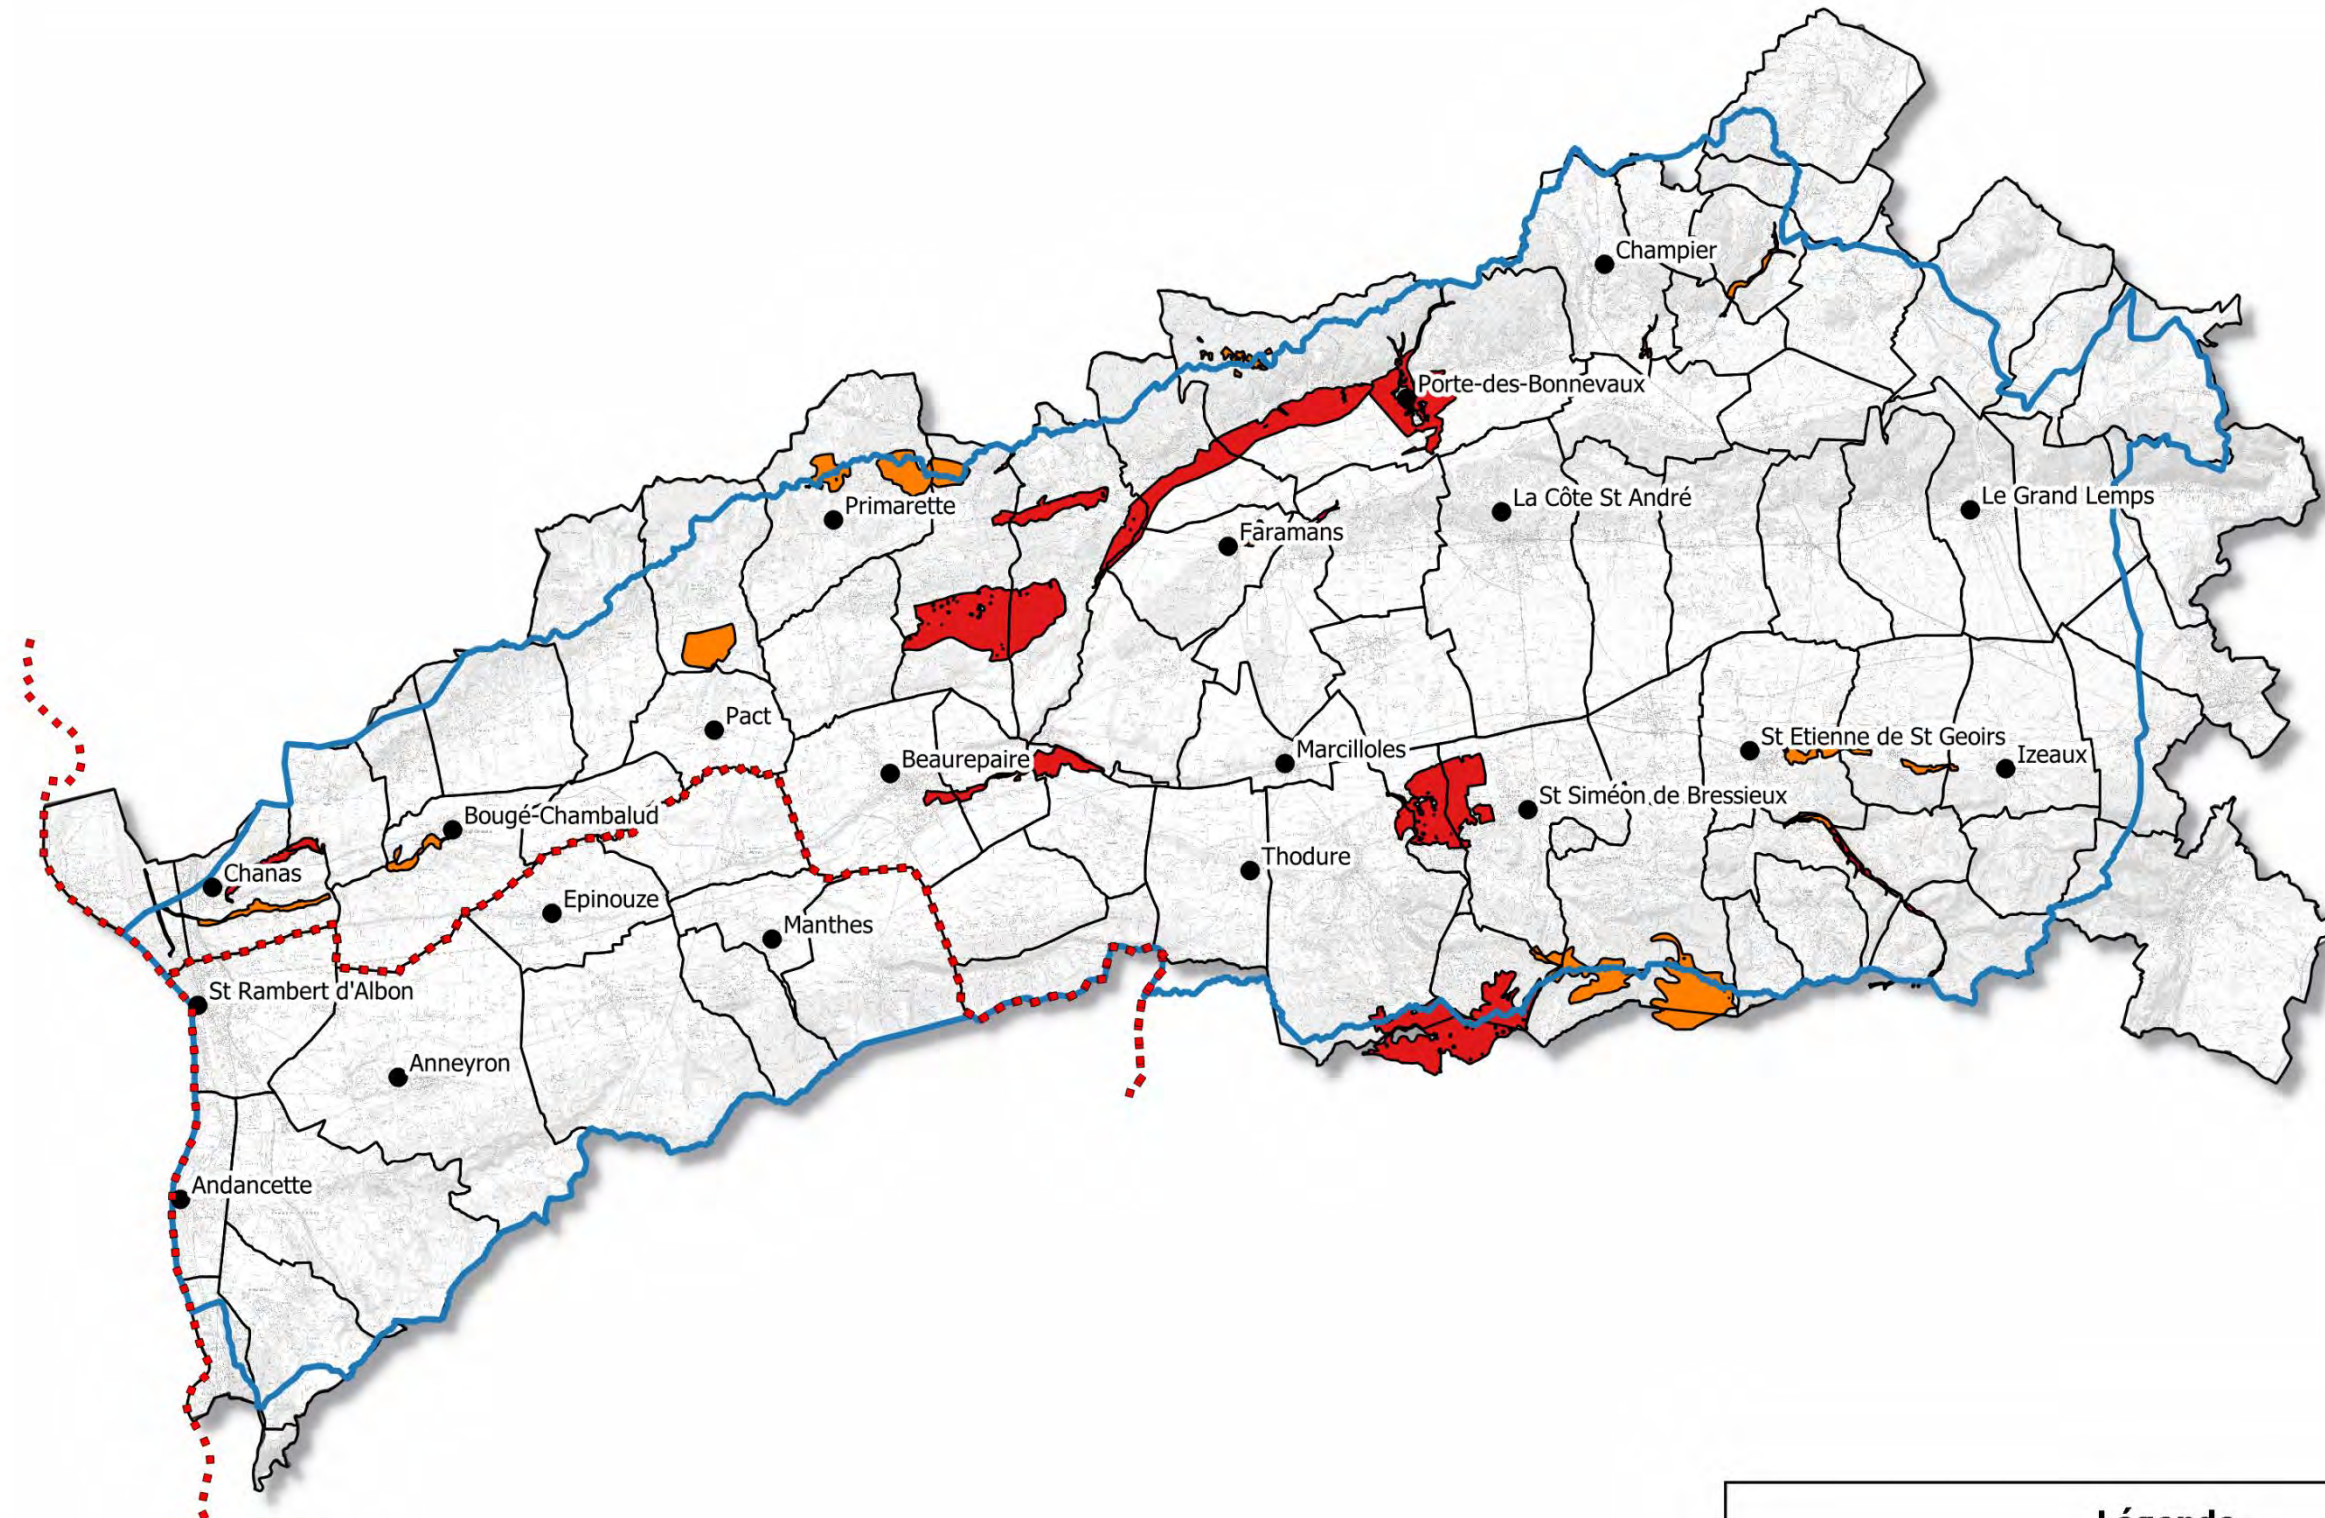 Champier
Porte-des-Bonnevaux
La Côte St André
Le Grand Lemps
Primarette
Faramans
Pact
St Etienne de St Geoirs
Marcilloles
Izeaux
Beaurepaire
St Siméon de Bressieux
Bougé-Chambalud
Thodure
Chanas
Epinouze
Manthes
St Rambert d'Albon
Anneyron
Andancette
Légende